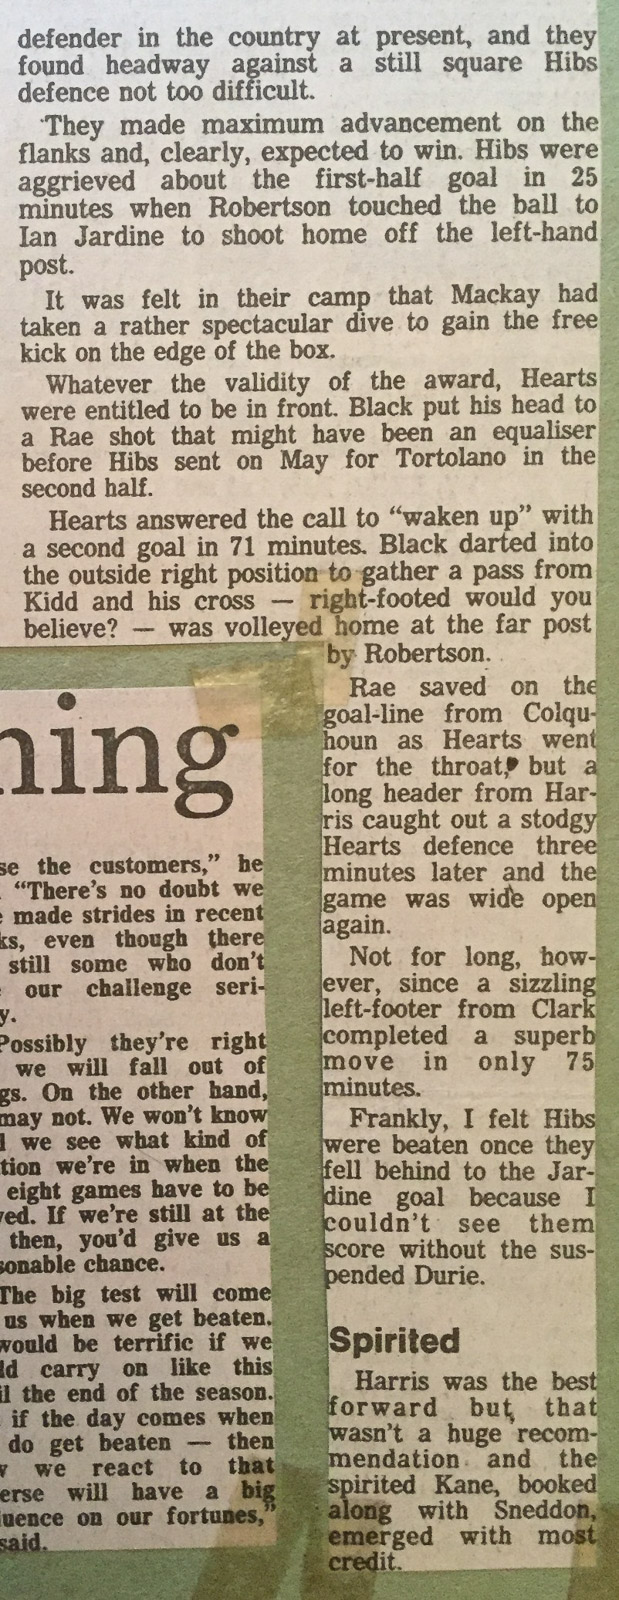 defender in the country at present, and they
found headway against a still square Hibs
defence not too difficult.
They made maximum advancement on the
flanks and, clearly, expected to win. Hibs were
aggrieved about the first-half goal in 25
minutes when Robertson touched the ball to
Ian Jardine to shoot home off the left-hand
post.
It was felt in their camp that Mackay had
taken a rather spectacular dive to gain the free
kick on the edge of the box.
Whatever the validity of the award, Hearts
were entitled to be in front. Black put his head to
a Rae shot that might have been an equaliser
before Hibs sent on May for Tortolano in the
second half.
Hearts answered the call to “waken up” with
a second goal in 71 minutes. Black darted into
the outside right position to gather a pass from
Kidd and his cross — right-footed would you
believe? — was volleyed home at the far post
by Robertson.
Rae saved on the
goal-line from Colqu-
houn as Hearts went
for the throat, but a
long header from Har-
ris caught out a stodgy
Hearts defence three
minutes later and the
game was wide open
again.
Not for long, how-
ever, since a sizzling
left-footer from Clark
completed a superb
move in only 75
minutes.
Frankly, I felt Hibs
were beaten once they
fell behind to the Jar-
dine goal because I
couldn't see them
score without the sus-
pended Durie.
Spirited
Harris was the best
forward but, that
wasn't a huge recom-
mendation and the
spirited Kane, booked
along with Sneddon,
emerged with most
credit.
ning
se the customers,” he
“There's no doubt we
made strides in recent
ks, even though there
still some who don't
our challenge seri-
y.
Possibly they're right
we will fall out of
gs. On the other hand,
may not. We won't know
l we see what kind of
tion we're in when the
eight games have to be
yed. If we're still at the
then, you'd give us a
sonable chance.
The big test will come
us when we get beaten.
would be terrific if we
ld carry on like this
il the end of the season.
if the day comes when
do get beaten — then
w we react to that
erse will have a big
luence on our fortunes,”
said.